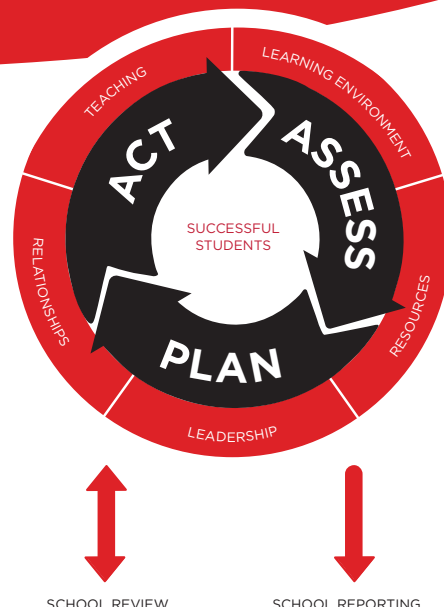 TEACHING
LEARNING ENVIRONMENT
ACT
ASSESS
SUCCESSFUL
STUDENTS
RELATIONSHIPS
RESOURCES
PLAN
LEADERSHIP
SCHOOL REVIEW
SCHOOL REPORTING